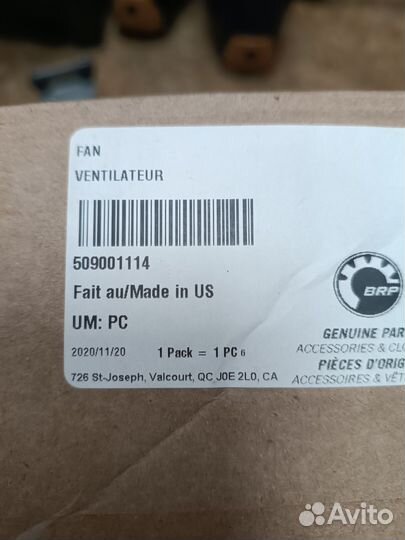 FAN
VENTILATEUR
509001114
Fait au/Made in US
UM: PC
2020/11/20 1 Pack = 1 PC 6
726 St-Joseph, Valcourt, QC J0E 2L0, CA
BRP
GENUINE PAR
ACCESSORIES & CLO
PIÈCES D'ORIG
ACCESSOIRES & VÊT
Avito